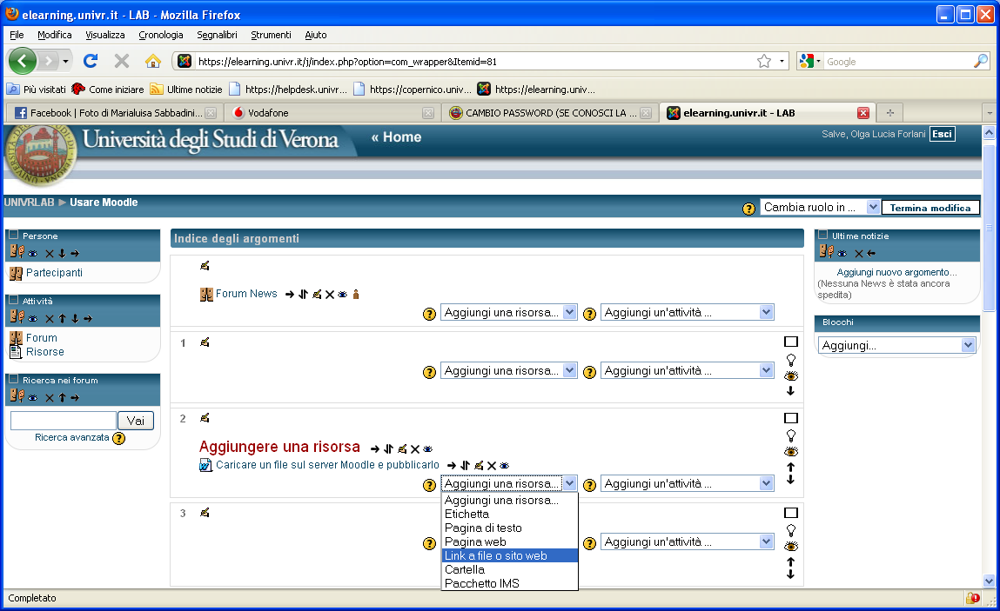 elearning.univr.it - LAB - Mozilla Firefox
File Modifica Visualizza Cronologia Segnalibri Strumenti Aiuto
https://elearning.univr.it/j/index.php?option=com_wrapper&Itemid=81
Google
Più visitati Come iniziare Ultime notizie https://helpdesk.univr... https://copernico.univ... https://elearning.univ...
Facebook | Foto di Marialuisa Sabbadini... Vodafone CAMBIO PASSWORD (SE CONOSCI LA ... elearning.univr.it - LAB
Università degli Studi di Verona « Home Salve, Olga Lucia Forlani Esci
UNIVRLAB ► Usare Moodle
Cambia ruolo in ... Termina modifica
Persone
Partecipanti
Attività
Forum
Risorse
Ricerca nei forum
Vai
Ricerca avanzata
Indice degli argomenti
Forum News
Aggiungi una risorsa... Aggiungi un'attività ...
1
Aggiungi una risorsa... Aggiungi un'attività ...
2
Aggiungere una risorsa
Caricare un file sul server Moodle e pubblicarlo
Aggiungi una risorsa... Aggiungi un'attività ...
Aggiungi una risorsa...
Etichetta
Pagina di testo
Pagina web
Link a file o sito web
Cartella
Pacchetto IMS
3
Aggiungi un'attività ...
Ultime notizie
Aggiungi nuovo argomento...
(Nessuna News è stata ancora
spedita)
Blocchi
Aggiungi...
Completato